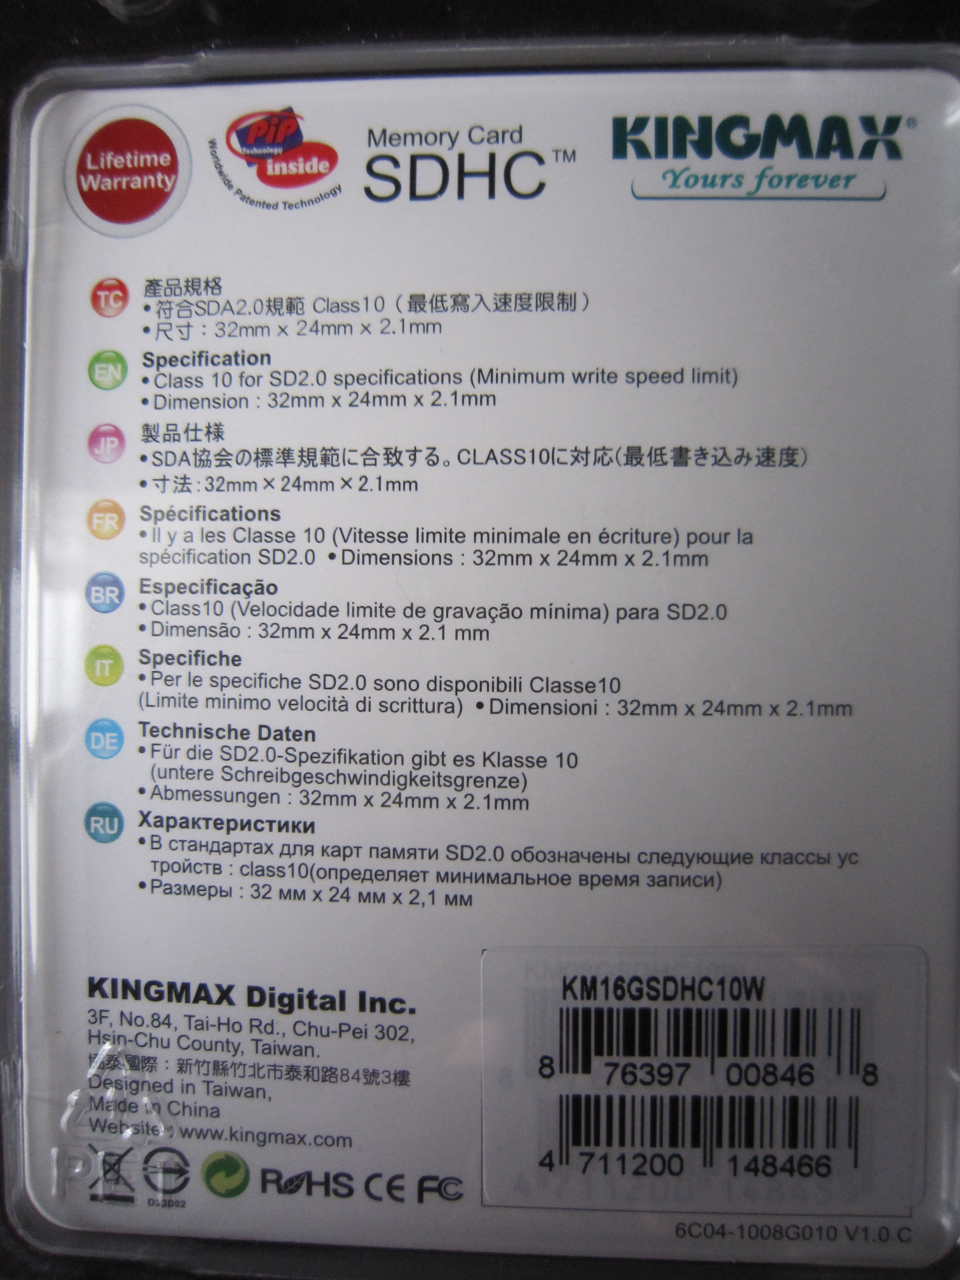 Lifetime
Warranty
PiP
Technology
inside
Worldwide Patented Technology
Memory Card
SDHC™
KINGMAX®
Yours forever
TC
產品規格
•符合SDA2.0規範 Class10（最低寫入速度限制）
•尺寸：32mm x 24mm x 2.1mm
EN
Specification
•Class 10 for SD2.0 specifications (Minimum write speed limit)
•Dimension : 32mm x 24mm x 2.1mm
JP
製品仕様
•SDA協会の標準規範に合致する。CLASS10に対応(最低書き込み速度)
•寸法:32mm×24mm×2.1mm
FR
Spécifications
•Il y a les Classe 10 (Vitesse limite minimale en écriture) pour la
spécification SD2.0 •Dimensions : 32mm x 24mm x 2.1mm
BR
Especificação
•Class10 (Velocidade limite de gravação mínima) para SD2.0
•Dimensão : 32mm x 24mm x 2.1 mm
IT
Specifiche
•Per le specifiche SD2.0 sono disponibili Classe10
(Limite minimo velocità di scrittura) •Dimensioni : 32mm x 24mm x 2.1mm
DE
Technische Daten
•Für die SD2.0-Spezifikation gibt es Klasse 10
(untere Schreibgeschwindigkeitsgrenze)
•Abmessungen : 32mm x 24mm x 2.1mm
RU
Характеристики
•В стандартах для карт памяти SD2.0 обозначены следующие классы ус
тройств : class10(определяет минимальное время записи)
•Размеры : 32 мм x 24 мм x 2,1 мм
KINGMAX Digital Inc.
3F, No.84, Tai-Ho Rd., Chu-Pei 302,
Hsin-Chu County, Taiwan.
協泰國際：新竹縣竹北市泰和路84號3樓
Designed in Taiwan,
Made in China
Website : www.kingmax.com
PET
D33D02
RoHS CE FC
KM16GSDHC10W
8 76397 00846 8
4 711200 148466
6C04-1008G010 V1.0 C